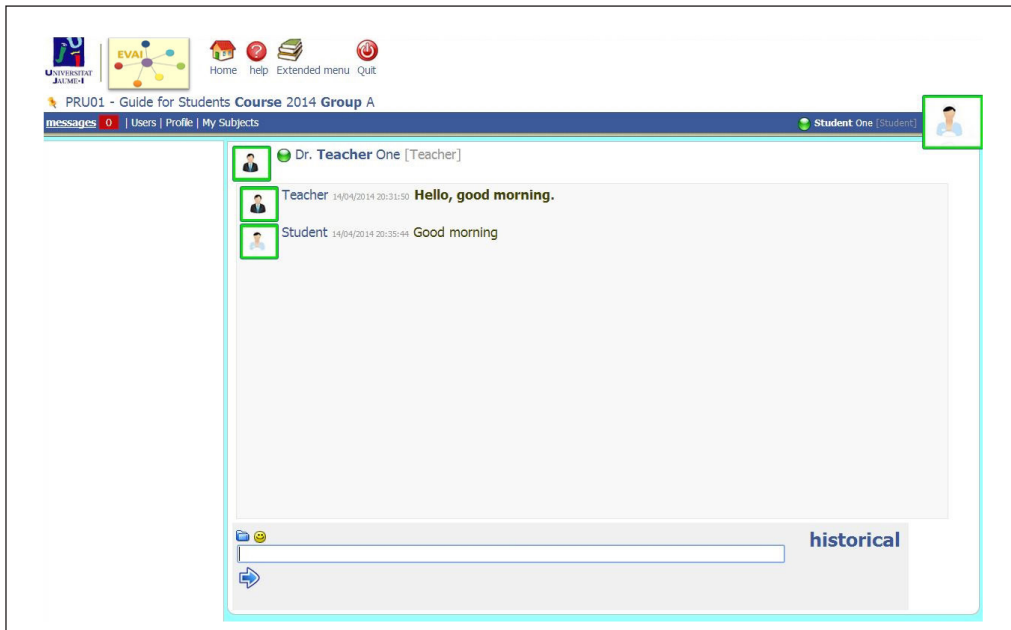 UNIVERSITAT
JAUME·I
EVAI
Home help Extended menu Quit
PRU01 - Guide for Students Course 2014 Group A
messages 0 | Users | Profile | My Subjects
Student One [Student]
Dr. Teacher One [Teacher]
Teacher 14/04/2014 20:31:50 Hello, good morning.
Student 14/04/2014 20:35:44 Good morning
historical